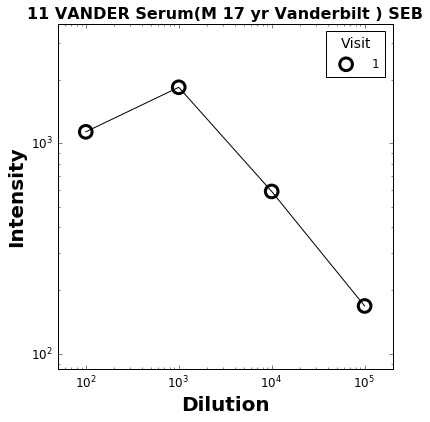 11 VANDER Serum(M 17 yr Vanderbilt ) SEB
Visit
1
10³
10²
Intensity
10² 10³ 10⁴ 10⁵
Dilution